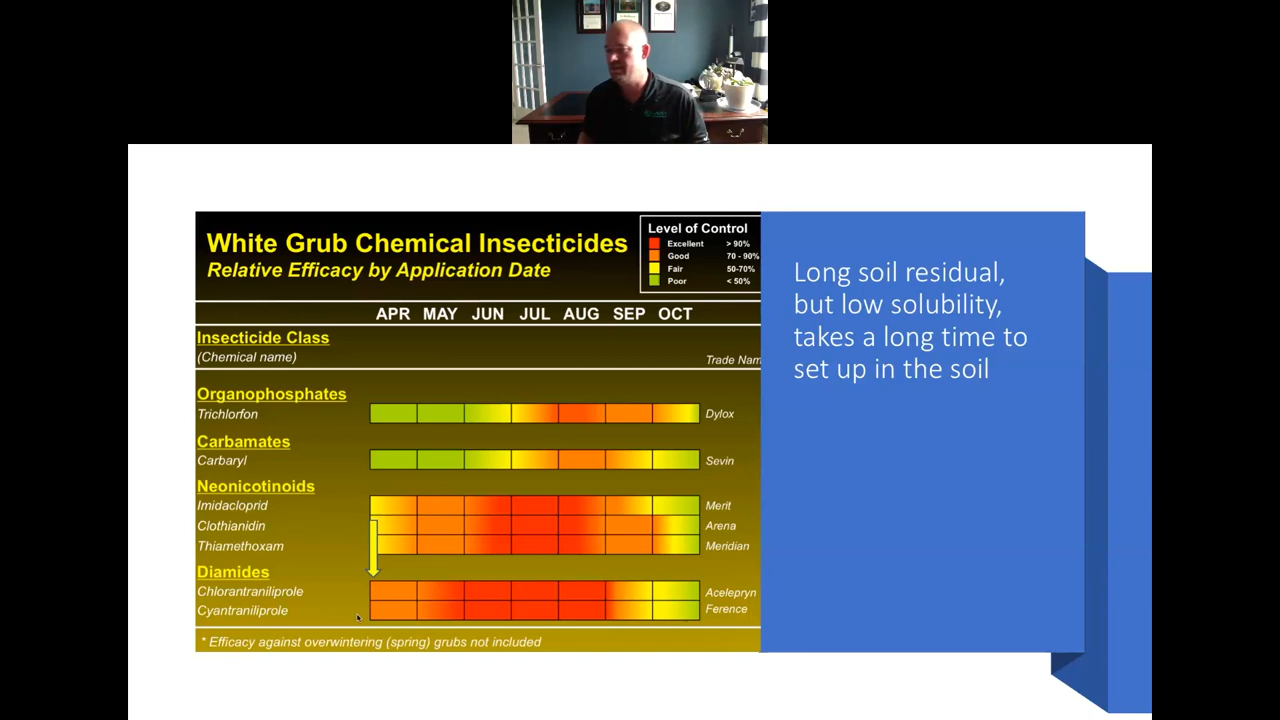 White Grub Chemical Insecticides
Relative Efficacy by Application Date
Level of Control
Excellent > 90%
Good 70 - 90%
Fair 50-70%
Poor < 50%
APR MAY JUN JUL AUG SEP OCT
Insecticide Class
(Chemical name)
Trade Nam
Organophosphates
Trichlorfon Dylox
Carbamates
Carbaryl Sevin
Neonicotinoids
Imidacloprid Merit
Clothianidin Arena
Thiamethoxam Meridian
Diamides
Chlorantraniliprole Acelepryn
Cyantraniliprole Ference
* Efficacy against overwintering (spring) grubs not included
Long soil residual,
but low solubility,
takes a long time to
set up in the soil